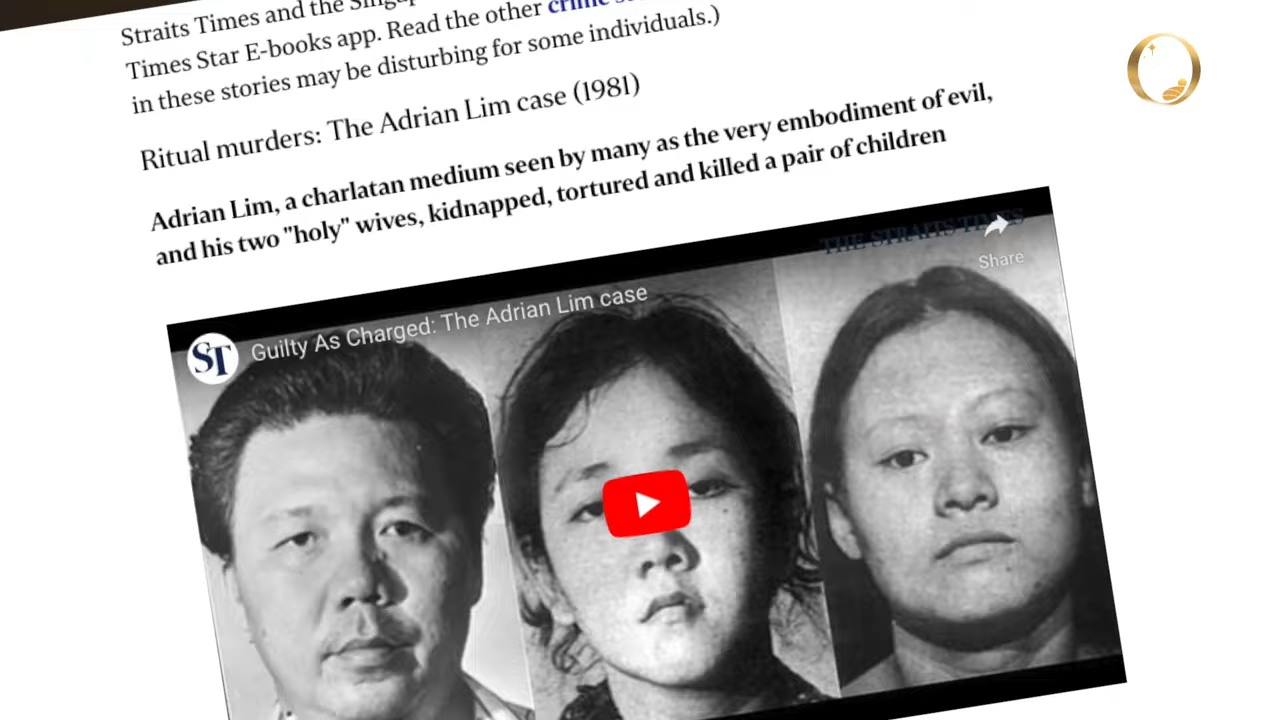 Straits Times and the
Times Star E-books app. Read the other
in these stories may be disturbing for some individuals.)
Ritual murders: The Adrian Lim case (1981)
Adrian Lim, a charlatan medium seen by many as the very embodiment of evil,
and his two "holy" wives, kidnapped, tortured and killed a pair of children
THE STRAITS TIMES
Share
ST
Guilty As Charged: The Adrian Lim case